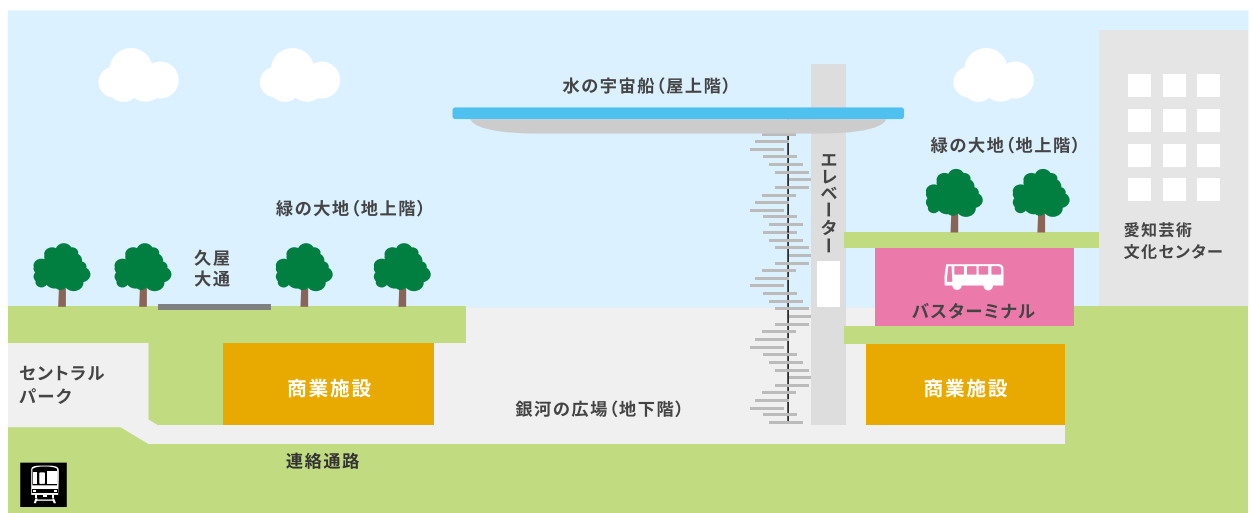 水の宇宙船（屋上階）
緑の大地（地上階）
エレベーター
緑の大地（地上階）
愛知芸術
文化センター
久屋
大通
バスターミナル
セントラル
パーク
商業施設
商業施設
銀河の広場（地下階）
連絡通路